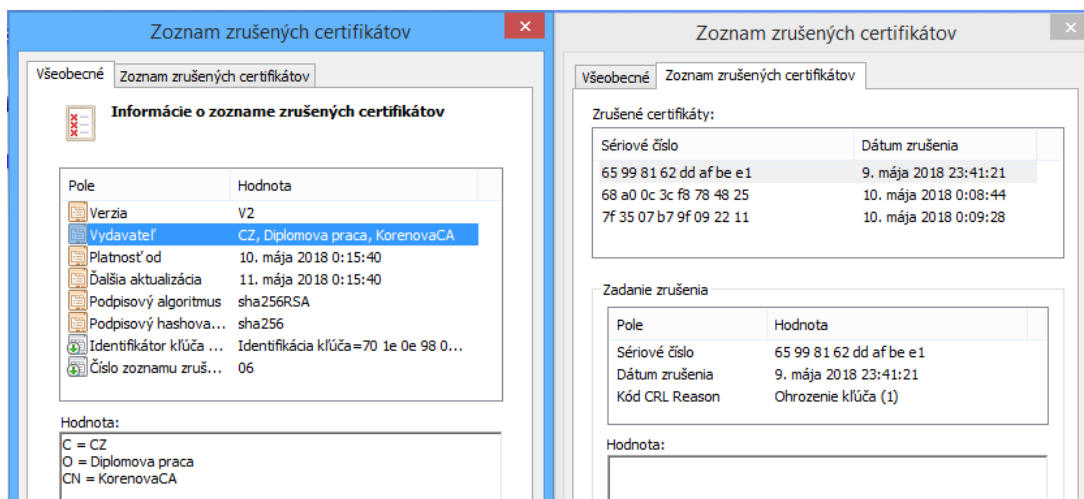 Zoznam zrušených certifikátov
Všeobecné Zoznam zrušených certifikátov
Informácie o zozname zrušených certifikátov
Pole Hodnota
Verzia V2
Vydavateľ CZ, Diplomova praca, KorenovaCA
Platnosť od 10. mája 2018 0:15:40
Ďalšia aktualizácia 11. mája 2018 0:15:40
Podpisový algoritmus sha256RSA
Podpisový hashova... sha256
Identifikátor kľúča ... Identifikácia kľúča=70 1e 0e 98 0...
Číslo zoznamu zruš... 06
Hodnota:
C = CZ
O = Diplomova praca
CN = KorenovaCA
Zoznam zrušených certifikátov
Všeobecné Zoznam zrušených certifikátov
Zrušené certifikáty:
Sériové číslo Dátum zrušenia
65 99 81 62 dd af be e1 9. mája 2018 23:41:21
68 a0 0c 3c f8 78 48 25 10. mája 2018 0:08:44
7f 35 07 b7 9f 09 22 11 10. mája 2018 0:09:28
Zadanie zrušenia
Pole Hodnota
Sériové číslo 65 99 81 62 dd af be e1
Dátum zrušenia 9. mája 2018 23:41:21
Kód CRL Reason Ohrozenie kľúča (1)
Hodnota: